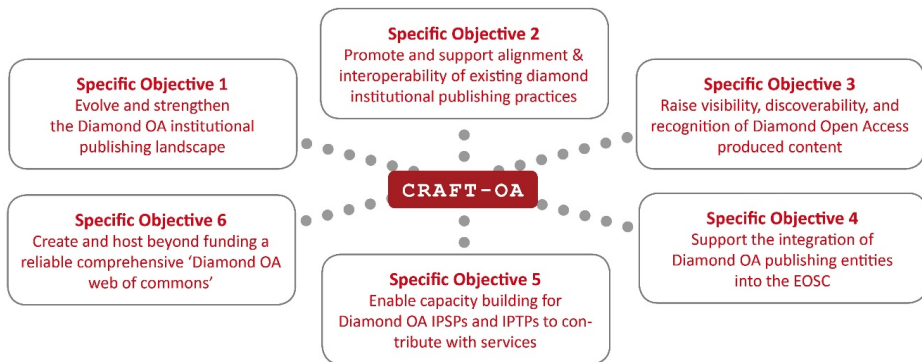 Specific Objective 1
Evolve and strengthen
the Diamond OA institutional
publishing landscape
Specific Objective 2
Promote and support alignment &
interoperability of existing diamond
institutional publishing practices
Specific Objective 3
Raise visibility, discoverability, and
recognition of Diamond Open Access
produced content
CRAFT-OA
Specific Objective 6
Create and host beyond funding a
reliable comprehensive ‘Diamond OA
web of commons’
Specific Objective 5
Enable capacity building for
Diamond OA IPSPs and IPTPs to con-
tribute with services
Specific Objective 4
Support the integration of
Diamond OA publishing entities
into the EOSC